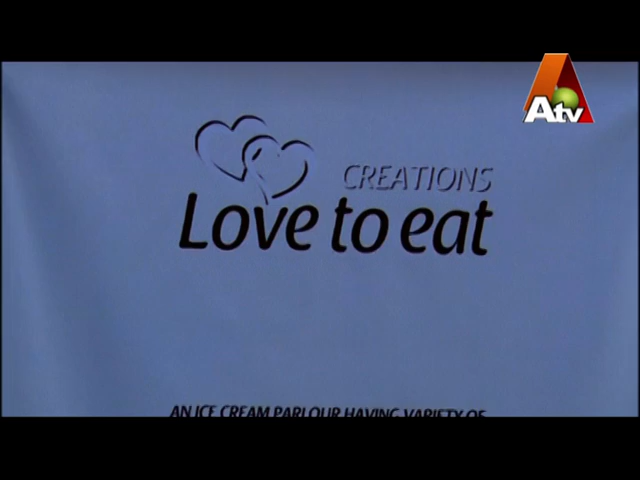 Atv
CREATIONS
Love to eat
AN ICE CREAM PARLOUR HAVING VARIETY OF